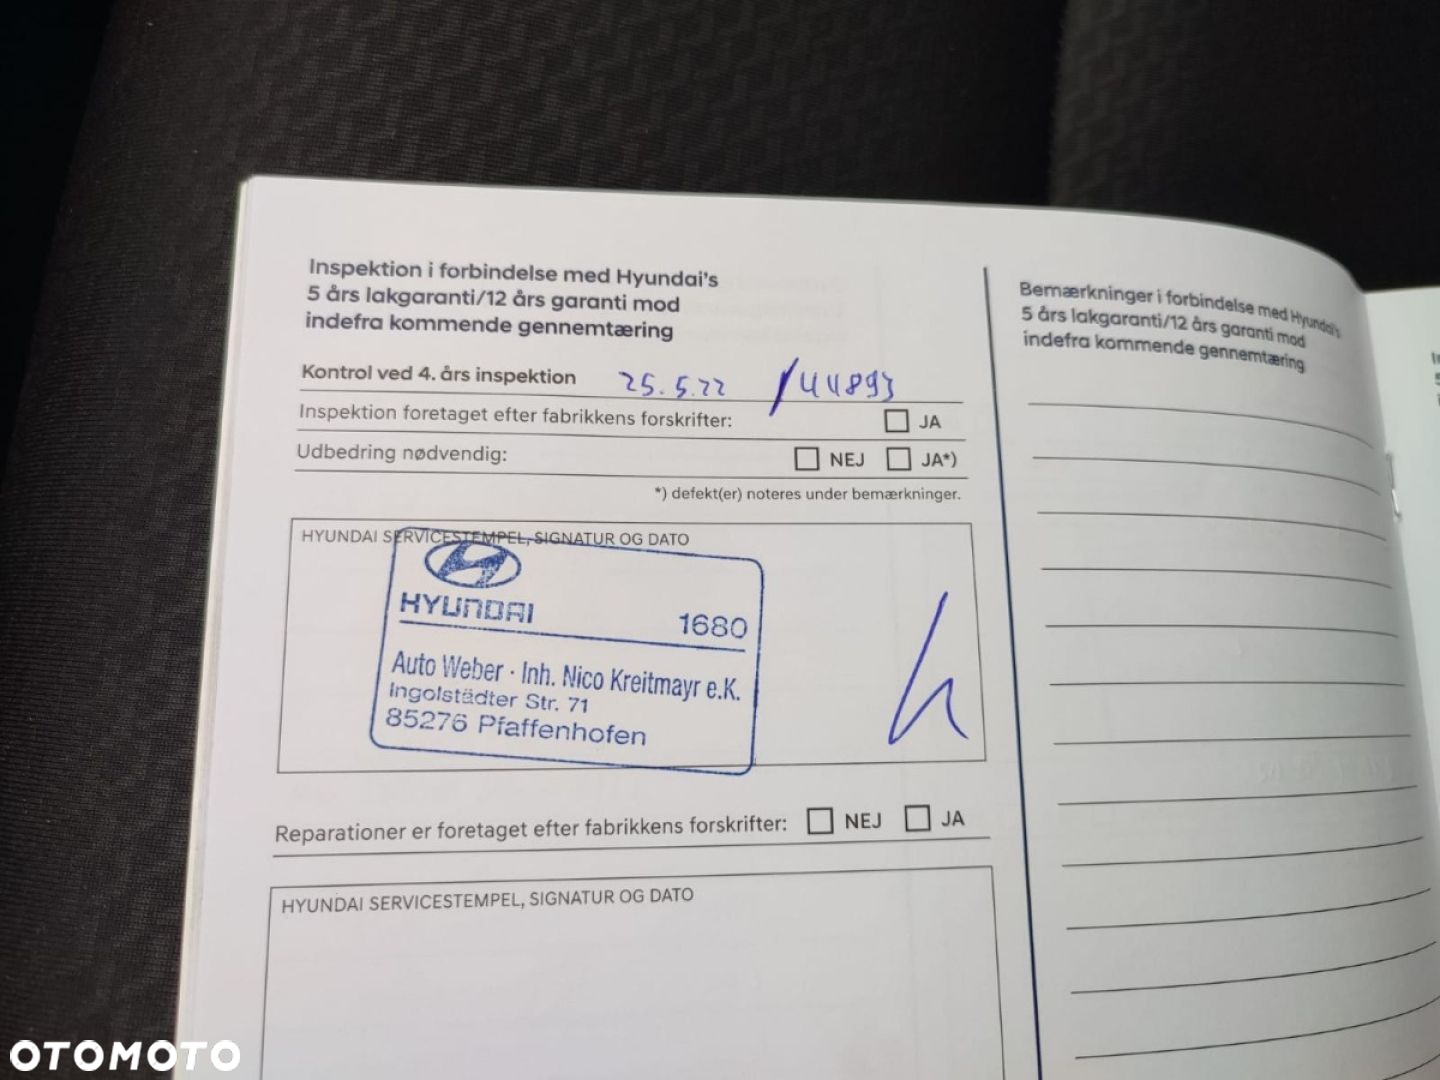 Inspektion i forbindelse med Hyundai's
5 års lakgaranti/12 års garanti mod
indefra kommende gennemtæring
Kontrol ved 4. års inspektion 25.5.22 / 44893
Inspektion foretaget efter fabrikkens forskrifter: JA
Udbedring nødvendig: NEJ JA*)
*) defekt(er) noteres under bemærkninger.
HYUNDAI SERVICESTEMPEL, SIGNATUR OG DATO
HYUNDAI 1680
Auto Weber · Inh. Nico Kreitmayr e.K.
Ingolstädter Str. 71
85276 Pfaffenhofen
Reparationer er foretaget efter fabrikkens forskrifter: NEJ JA
HYUNDAI SERVICESTEMPEL, SIGNATUR OG DATO
Bemærkninger i forbindelse med Hyundai's
5 års lakgaranti/12 års garanti mod
indefra kommende gennemtæring
OTOMOTO